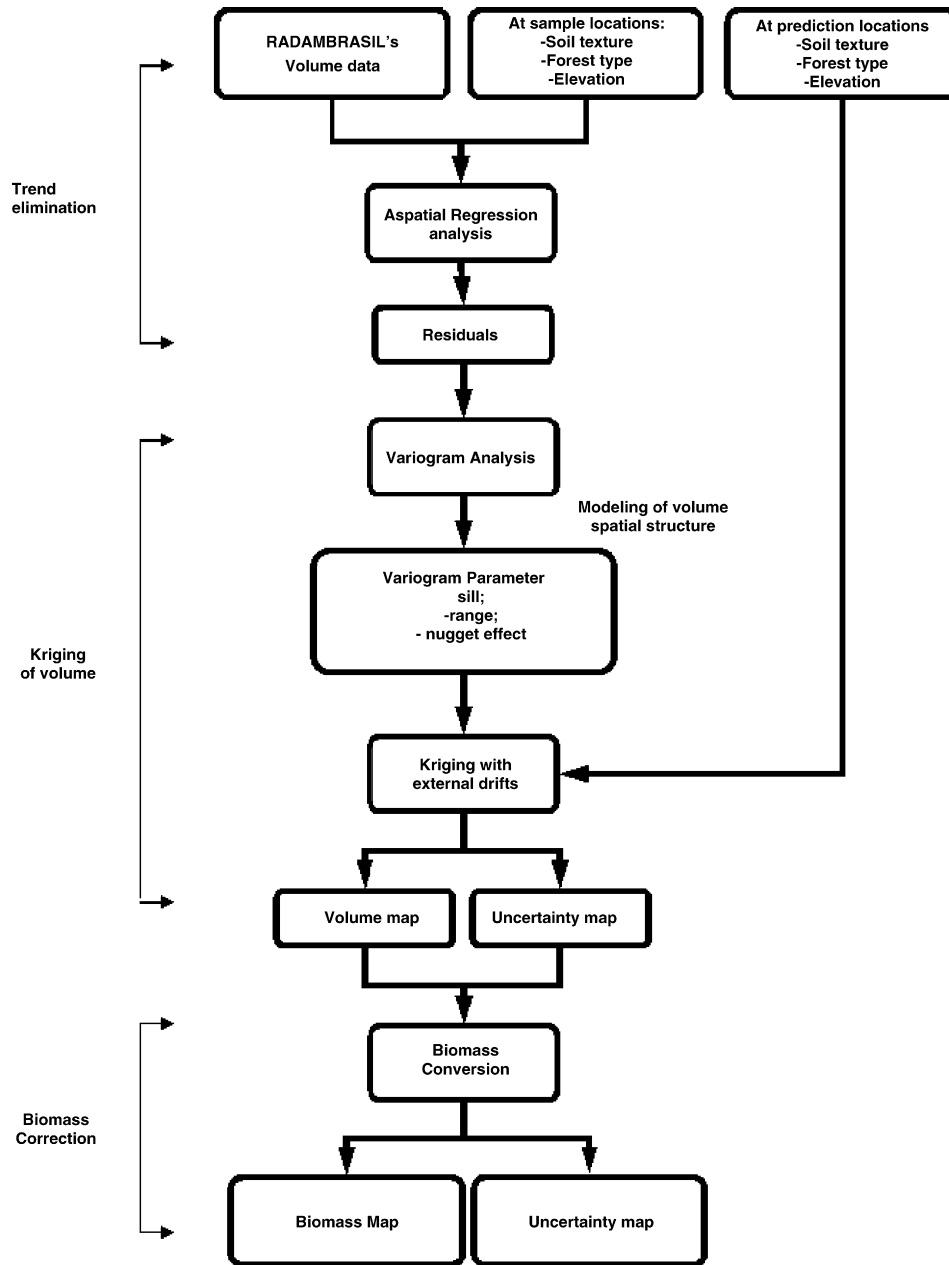 RADAMBRASIL's
Volume data
At sample locations:
-Soil texture
-Forest type
-Elevation
At prediction locations
-Soil texture
-Forest type
-Elevation
Trend
elimination
Aspatial Regression
analysis
Residuals
Variogram Analysis
Modeling of volume
spatial structure
Variogram Parameter
sill;
-range;
- nugget effect
Kriging
of volume
Kriging with
external drifts
Volume map
Uncertainty map
Biomass
Conversion
Biomass
Correction
Biomass Map
Uncertainty map